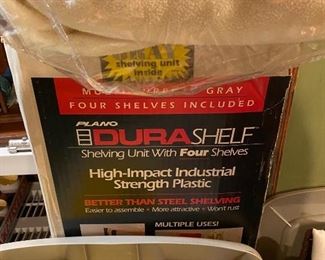 GRAY
shelving unit
inside
GRAY
FOUR SHELVES INCLUDED
PLANO
DURASHELF
Shelving Unit With Four Shelves
High-Impact Industrial
Strength Plastic
BETTER THAN STEEL SHELVING
Easier to assemble • More attractive • Won't rust
MULTIPLE USES!